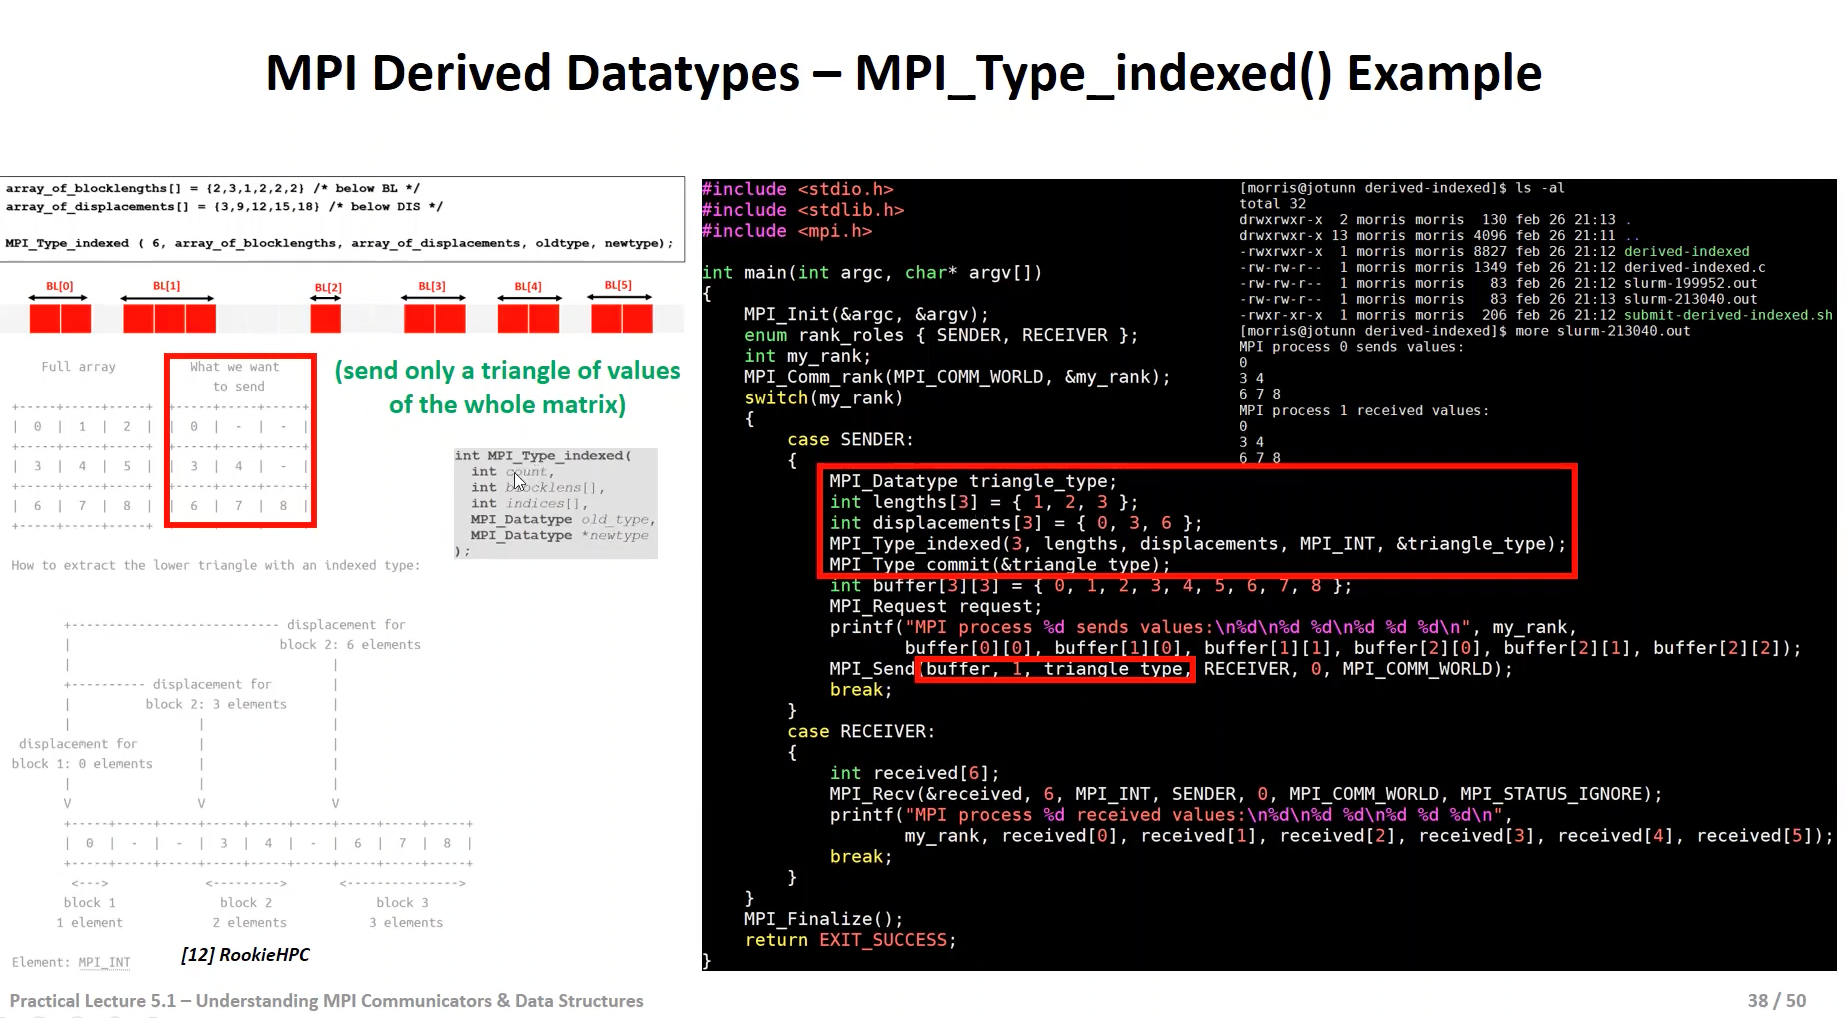 MPI Derived Datatypes – MPI_Type_indexed() Example
array_of_blocklengths[] = {2,3,1,2,2,2} /* below BL */
array_of_displacements[] = {3,9,12,15,18} /* below DIS */
MPI_Type_indexed ( 6, array_of_blocklengths, array_of_displacements, oldtype, newtype);
BL[0] BL[1] BL[2] BL[3] BL[4] BL[5]
Full array
What we want
to send
+-----+-----+-----+ +-----+-----+-----+
| 0 | 1 | 2 | | 0 | - | - |
+-----+-----+-----+ +-----+-----+-----+
| 3 | 4 | 5 | | 3 | 4 | - |
+-----+-----+-----+ +-----+-----+-----+
| 6 | 7 | 8 | | 6 | 7 | 8 |
+-----+-----+-----+
(send only a triangle of values
of the whole matrix)
int MPI_Type_indexed(
int count,
int blocklens[],
int indices[],
MPI_Datatype old_type,
MPI_Datatype *newtype
);
How to extract the lower triangle with an indexed type:
+--------------------------- displacement for
| block 2: 6 elements
| |
+---------- displacement for |
| block 2: 3 elements |
| | |
displacement for | |
block 1: 0 elements | |
| | |
V V V
+-----+-----+-----+-----+-----+-----+-----+-----+-----+
| 0 | - | - | 3 | 4 | - | 6 | 7 | 8 |
+-----+-----+-----+-----+-----+-----+-----+-----+-----+
<---> <---------> <--------------->
block 1 block 2 block 3
1 element 2 elements 3 elements
Element: MPI_INT
[12] RookieHPC
#include <stdio.h>
#include <stdlib.h>
#include <mpi.h>
int main(int argc, char* argv[])
{
MPI_Init(&argc, &argv);
enum rank_roles { SENDER, RECEIVER };
int my_rank;
MPI_Comm_rank(MPI_COMM_WORLD, &my_rank);
switch(my_rank)
{
case SENDER:
{
MPI_Datatype triangle_type;
int lengths[3] = { 1, 2, 3 };
int displacements[3] = { 0, 3, 6 };
MPI_Type_indexed(3, lengths, displacements, MPI_INT, &triangle_type);
MPI_Type_commit(&triangle_type);
int buffer[3][3] = { 0, 1, 2, 3, 4, 5, 6, 7, 8 };
MPI_Request request;
printf("MPI process %d sends values:\n%d\n%d %d\n%d %d %d\n", my_rank,
buffer[0][0], buffer[1][0], buffer[1][1], buffer[2][0], buffer[2][1], buffer[2][2]);
MPI_Send(buffer, 1, triangle_type, RECEIVER, 0, MPI_COMM_WORLD);
break;
}
case RECEIVER:
{
int received[6];
MPI_Recv(&received, 6, MPI_INT, SENDER, 0, MPI_COMM_WORLD, MPI_STATUS_IGNORE);
printf("MPI process %d received values:\n%d\n%d %d\n%d %d %d\n",
my_rank, received[0], received[1], received[2], received[3], received[4], received[5]);
break;
}
}
MPI_Finalize();
return EXIT_SUCCESS;
}
[morris@jotunn derived-indexed]$ ls -al
total 32
drwxrwxr-x 2 morris morris 130 feb 26 21:13 .
drwxrwxr-x 13 morris morris 4096 feb 26 21:11 ..
-rwxrwxr-x 1 morris morris 8827 feb 26 21:12 derived-indexed
-rw-rw-r-- 1 morris morris 1349 feb 26 21:12 derived-indexed.c
-rw-rw-r-- 1 morris morris 83 feb 26 21:12 slurm-199952.out
-rw-rw-r-- 1 morris morris 83 feb 26 21:13 slurm-213040.out
-rwxr-xr-x 1 morris morris 206 feb 26 21:12 submit-derived-indexed.sh
[morris@jotunn derived-indexed]$ more slurm-213040.out
MPI process 0 sends values:
0
3 4
6 7 8
MPI process 1 received values:
0
3 4
6 7 8
Practical Lecture 5.1 – Understanding MPI Communicators & Data Structures
38 / 50